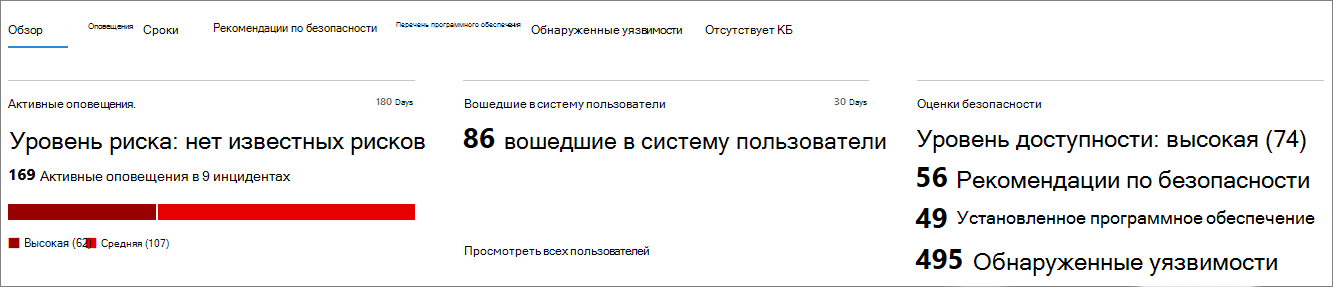 Обзор Оповещения Сроки Рекомендации по безопасности Перечень программного обеспечения Обнаруженные уязвимости Отсутствует КБ
Активные оповещения. 180 Days
Уровень риска: нет известных рисков
169 Активные оповещения в 9 инцидентах
Высокая (62) Средняя (107)
Вошедшие в систему пользователи 30 Days
86 вошедшие в систему пользователи
Просмотреть всех пользователей
Оценки безопасности
Уровень доступности: высокая (74)
56 Рекомендации по безопасности
49 Установленное программное обеспечение
495 Обнаруженные уязвимости